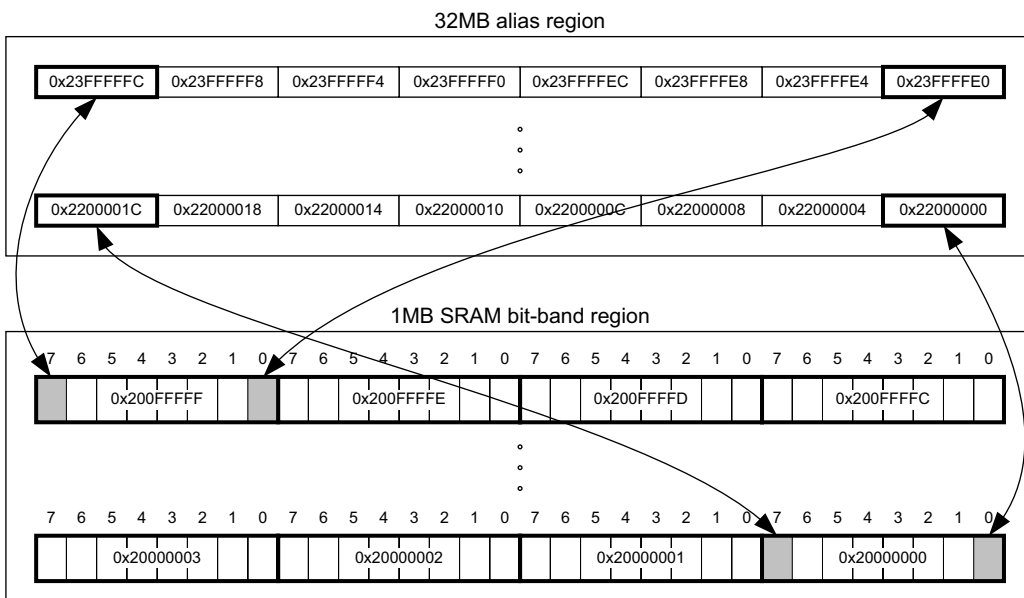 32MB alias region
0x23FFFFFC 0x23FFFFF8 0x23FFFFF4 0x23FFFFF0 0x23FFFFEC 0x23FFFFE8 0x23FFFFE4 0x23FFFFE0
0x2200001C 0x22000018 0x22000014 0x22000010 0x2200000C 0x22000008 0x22000004 0x22000000
1MB SRAM bit-band region
7 6 5 4 3 2 1 0 7 6 5 4 3 2 1 0 7 6 5 4 3 2 1 0 7 6 5 4 3 2 1 0
0x200FFFFF 0x200FFFFE 0x200FFFFD 0x200FFFFC
7 6 5 4 3 2 1 0 7 6 5 4 3 2 1 0 7 6 5 4 3 2 1 0 7 6 5 4 3 2 1 0
0x20000003 0x20000002 0x20000001 0x20000000